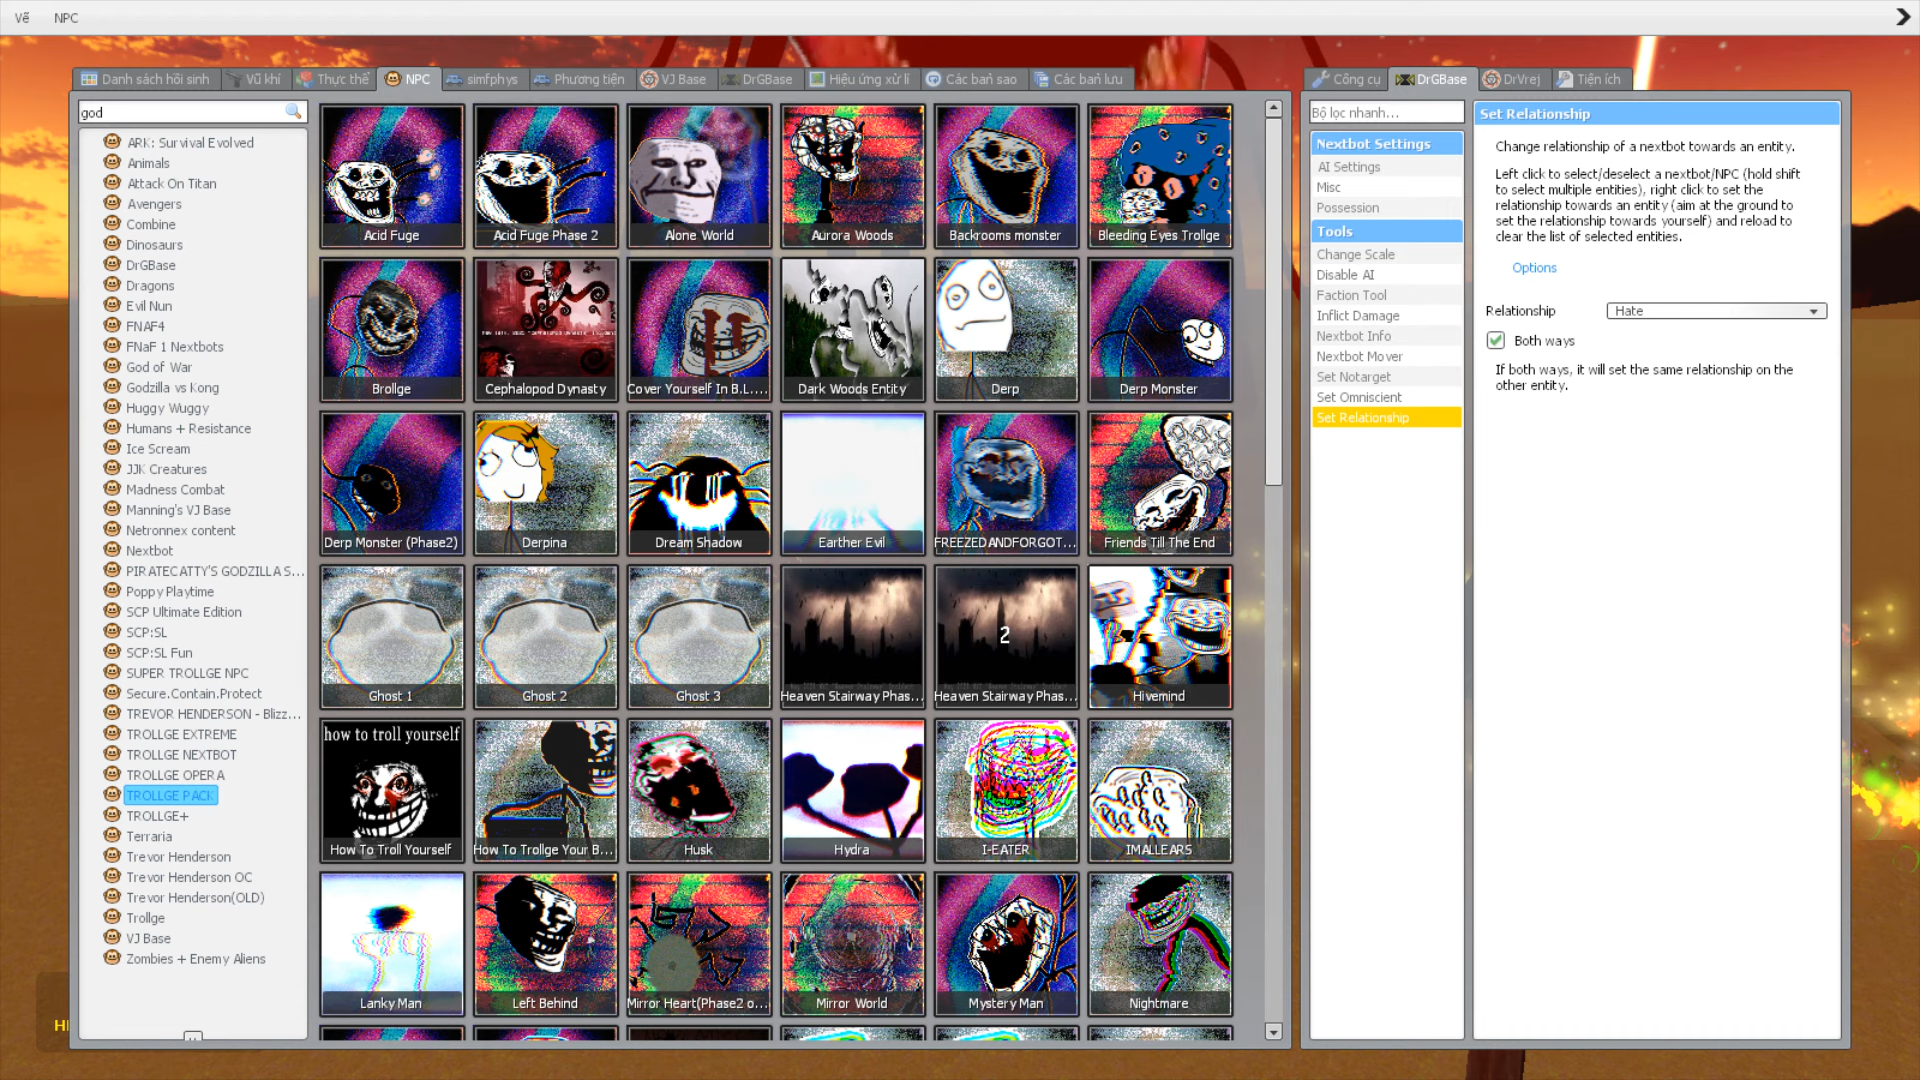 Vẽ NPC
Danh sách hồi sinh Vũ khí Thực thể NPC simfphys Phương tiện VJ Base DrGBase Hiệu ứng xử lí Các bản sao Các bản lưu
Công cụ DrGBase DrVrej Tiện ích
god
ARK: Survival Evolved
Animals
Attack On Titan
Avengers
Combine
Dinosaurs
DrGBase
Dragons
Evil Nun
FNAF4
FNaF 1 Nextbots
God of War
Godzilla vs Kong
Huggy Wuggy
Humans + Resistance
Ice Scream
JJK Creatures
Madness Combat
Manning's VJ Base
Netronnex content
Nextbot
PIRATECATTY'S GODZILLA S...
Poppy Playtime
SCP Ultimate Edition
SCP:SL
SCP:SL Fun
SUPER TROLLGE NPC
Secure.Contain.Protect
TREVOR HENDERSON - Blizz...
TROLLGE EXTREME
TROLLGE NEXTBOT
TROLLGE OPERA
TROLLGE PACK
TROLLGE+
Terraria
Trevor Henderson
Trevor Henderson OC
Trevor Henderson(OLD)
Trollge
VJ Base
Zombies + Enemy Aliens
Acid Fuge Acid Fuge Phase 2 Alone World Aurora Woods Backrooms monster Bleeding Eyes Trollge
Brollge Cephalopod Dynasty Cover Yourself In B.L.... Dark Woods Entity Derp Derp Monster
Derp Monster (Phase2) Derpina Dream Shadow Earther Evil FREEZEDANDFORGOT... Friends Till The End
2
Ghost 1 Ghost 2 Ghost 3 Heaven Stairway Phas... Heaven Stairway Phas... Hivemind
how to troll yourself
How To Troll Yourself How To Trollge Your B... Husk Hydra I-EATER IMALLEARS
Lanky Man Left Behind Mirror Heart(Phase2 o... Mirror World Mystery Man Nightmare
Bộ lọc nhanh...
Nextbot Settings
AI Settings
Misc
Possession
Tools
Change Scale
Disable AI
Faction Tool
Inflict Damage
Nextbot Info
Nextbot Mover
Set Notarget
Set Omniscient
Set Relationship
Set Relationship
Change relationship of a nextbot towards an entity.
Left click to select/deselect a nextbot/NPC (hold shift
to select multiple entities), right click to set the
relationship towards an entity (aim at the ground to
set the relationship towards yourself) and reload to
clear the list of selected entities.
Options
Relationship Hate
Both ways
If both ways, it will set the same relationship on the
other entity.